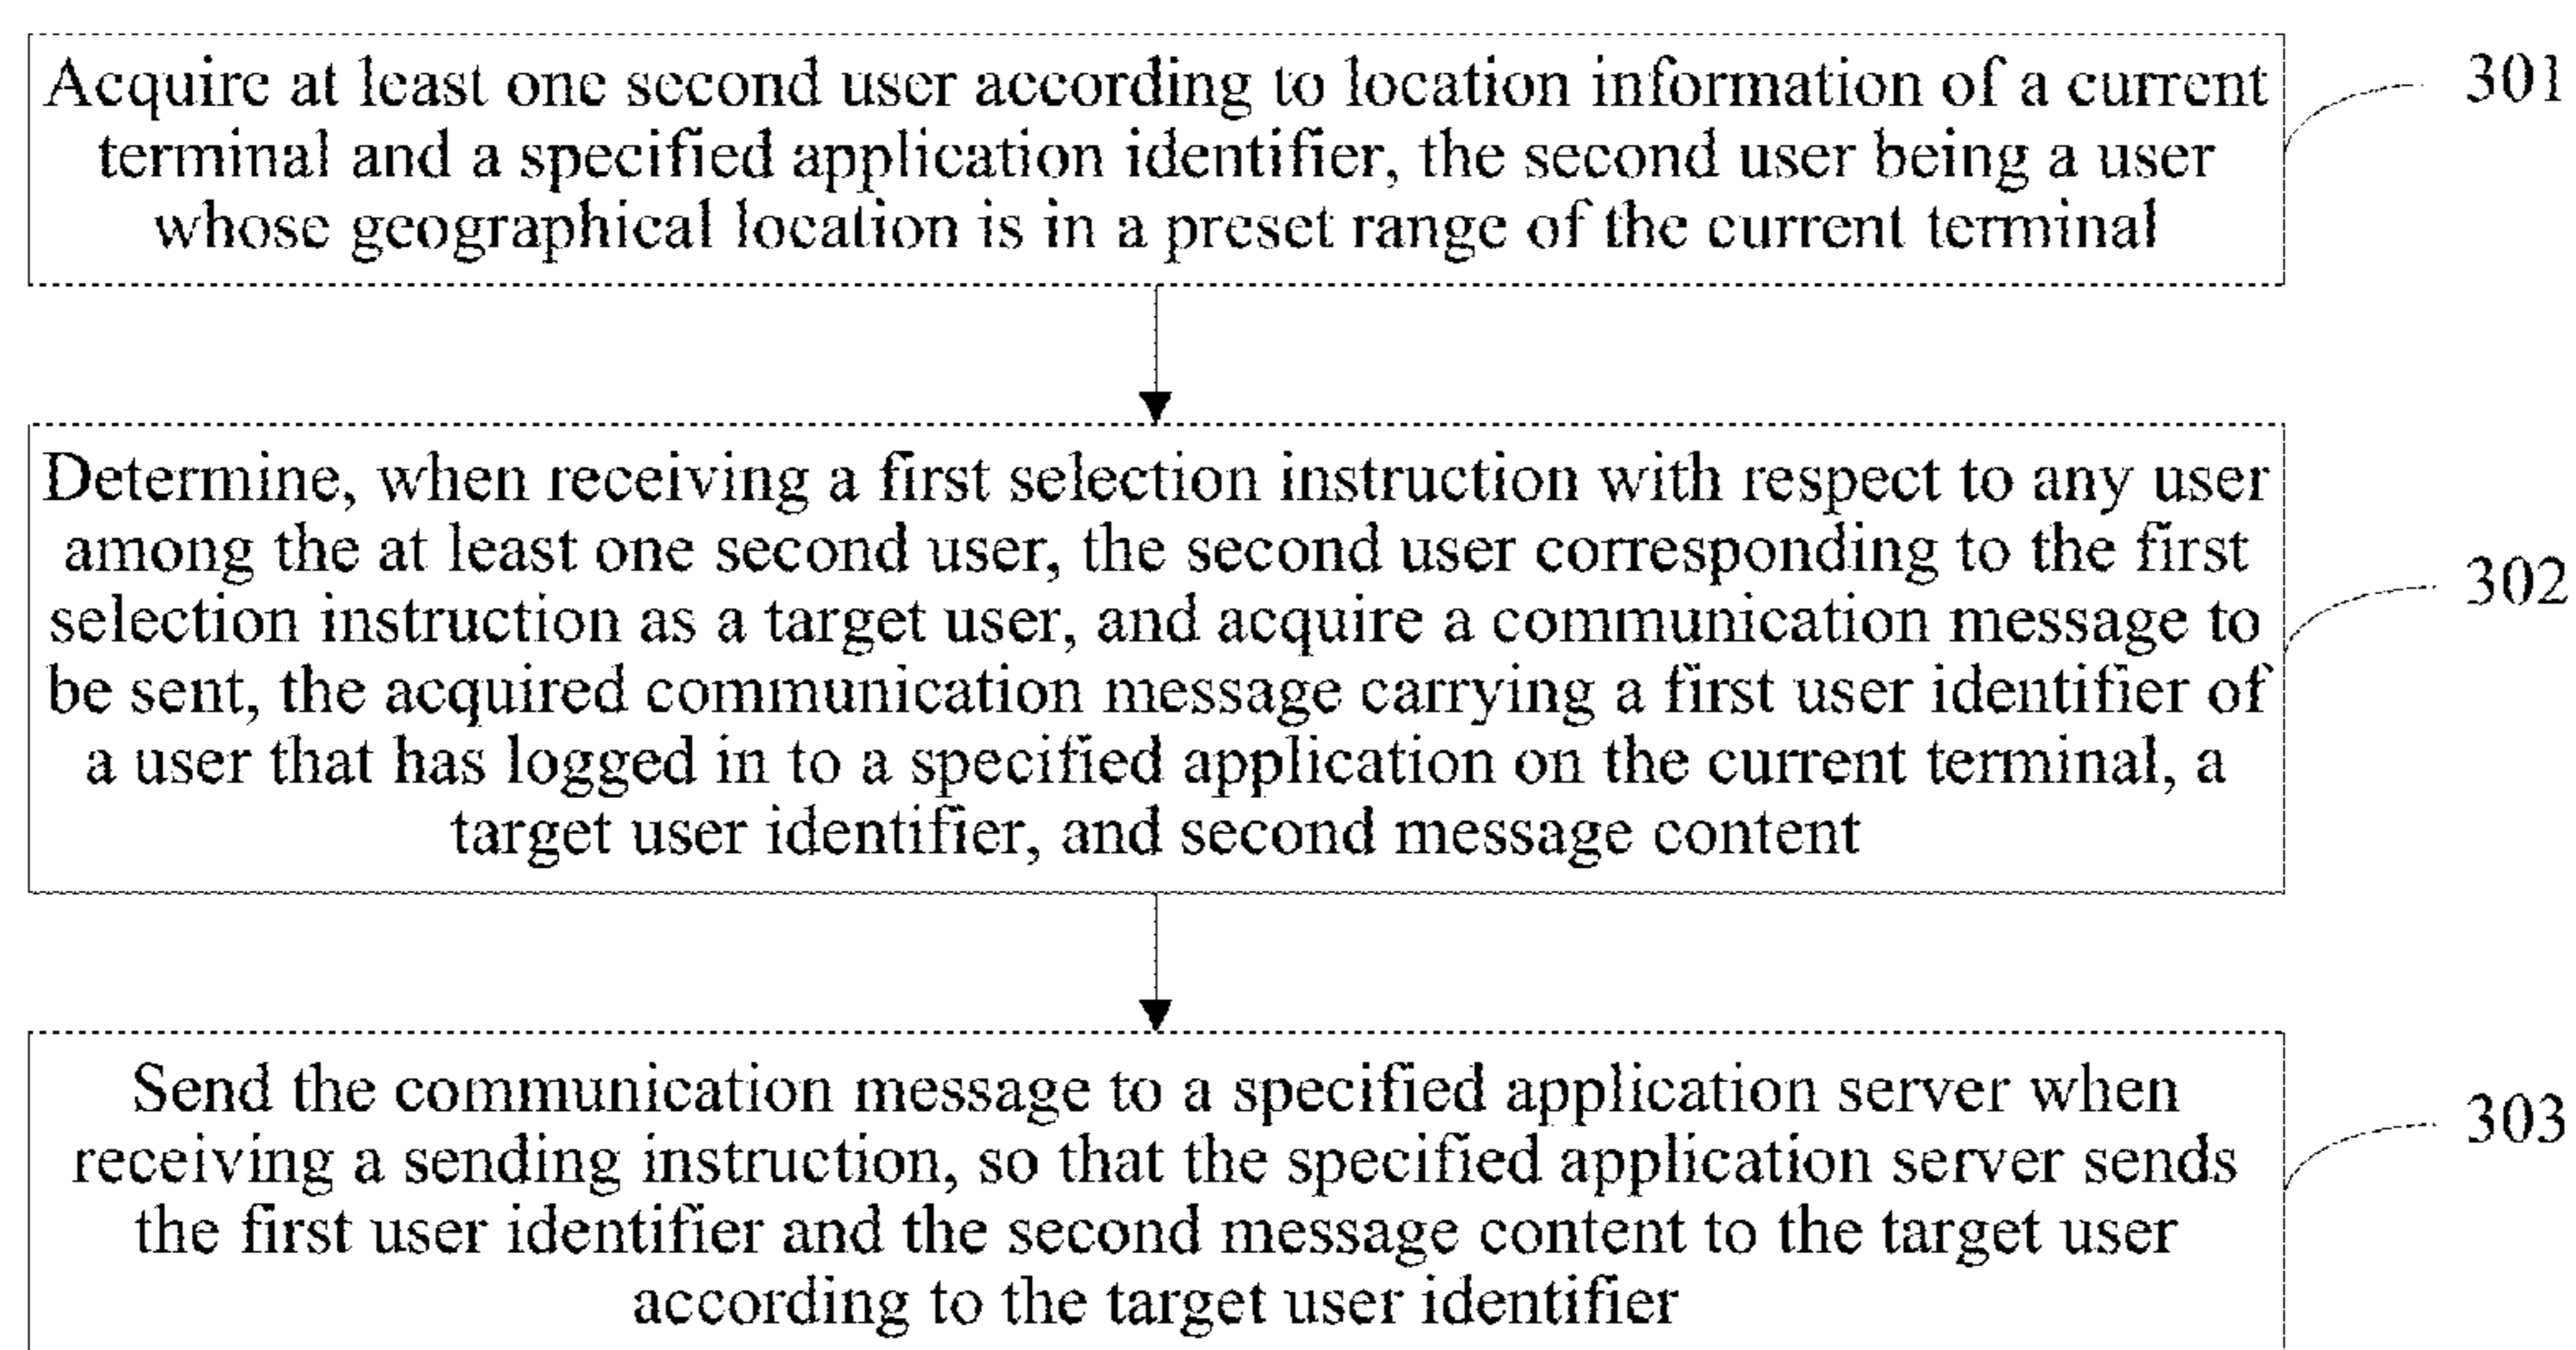 Acquire at least one second user according to location information of a current
terminal and a specified application identifier, the second user being a user
whose geographical location is in a preset range of the current terminal
301
Determine, when receiving a first selection instruction with respect to any user
among the at least one second user, the second user corresponding to the first
selection instruction as a target user, and acquire a communication message to
be sent, the acquired communication message carrying a first user identifier of
a user that has logged in to a specified application on the current terminal, a
target user identifier, and second message content
302
Send the communication message to a specified application server when
receiving a sending instruction, so that the specified application server sends
the first user identifier and the second message content to the target user
according to the target user identifier
303